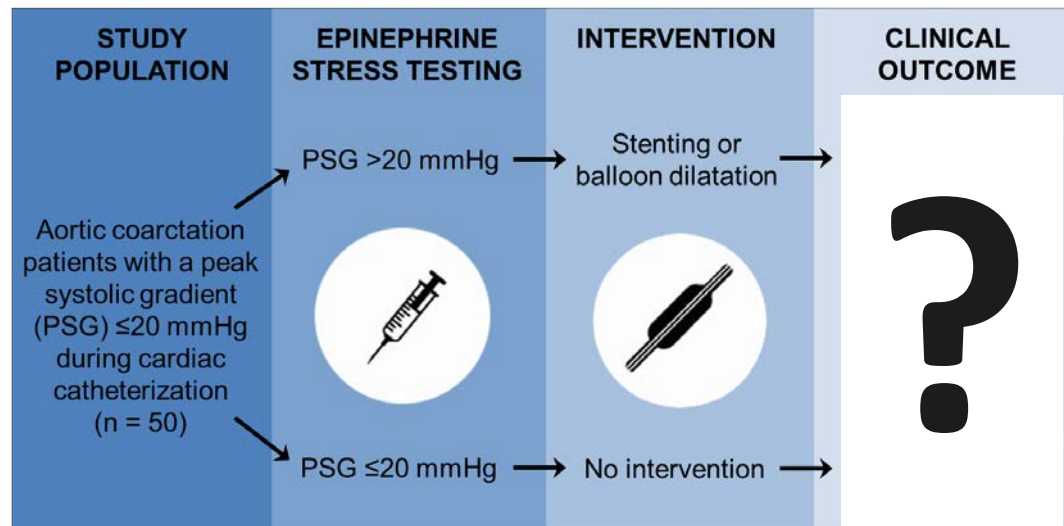 STUDY
POPULATION
EPINEPHRINE
STRESS TESTING
INTERVENTION
CLINICAL
OUTCOME
Aortic coarctation
patients with a peak
systolic gradient
(PSG) ≤20 mmHg
during cardiac
catheterization
(n = 50)
PSG >20 mmHg
Stenting or
balloon dilatation
PSG ≤20 mmHg
No intervention
?